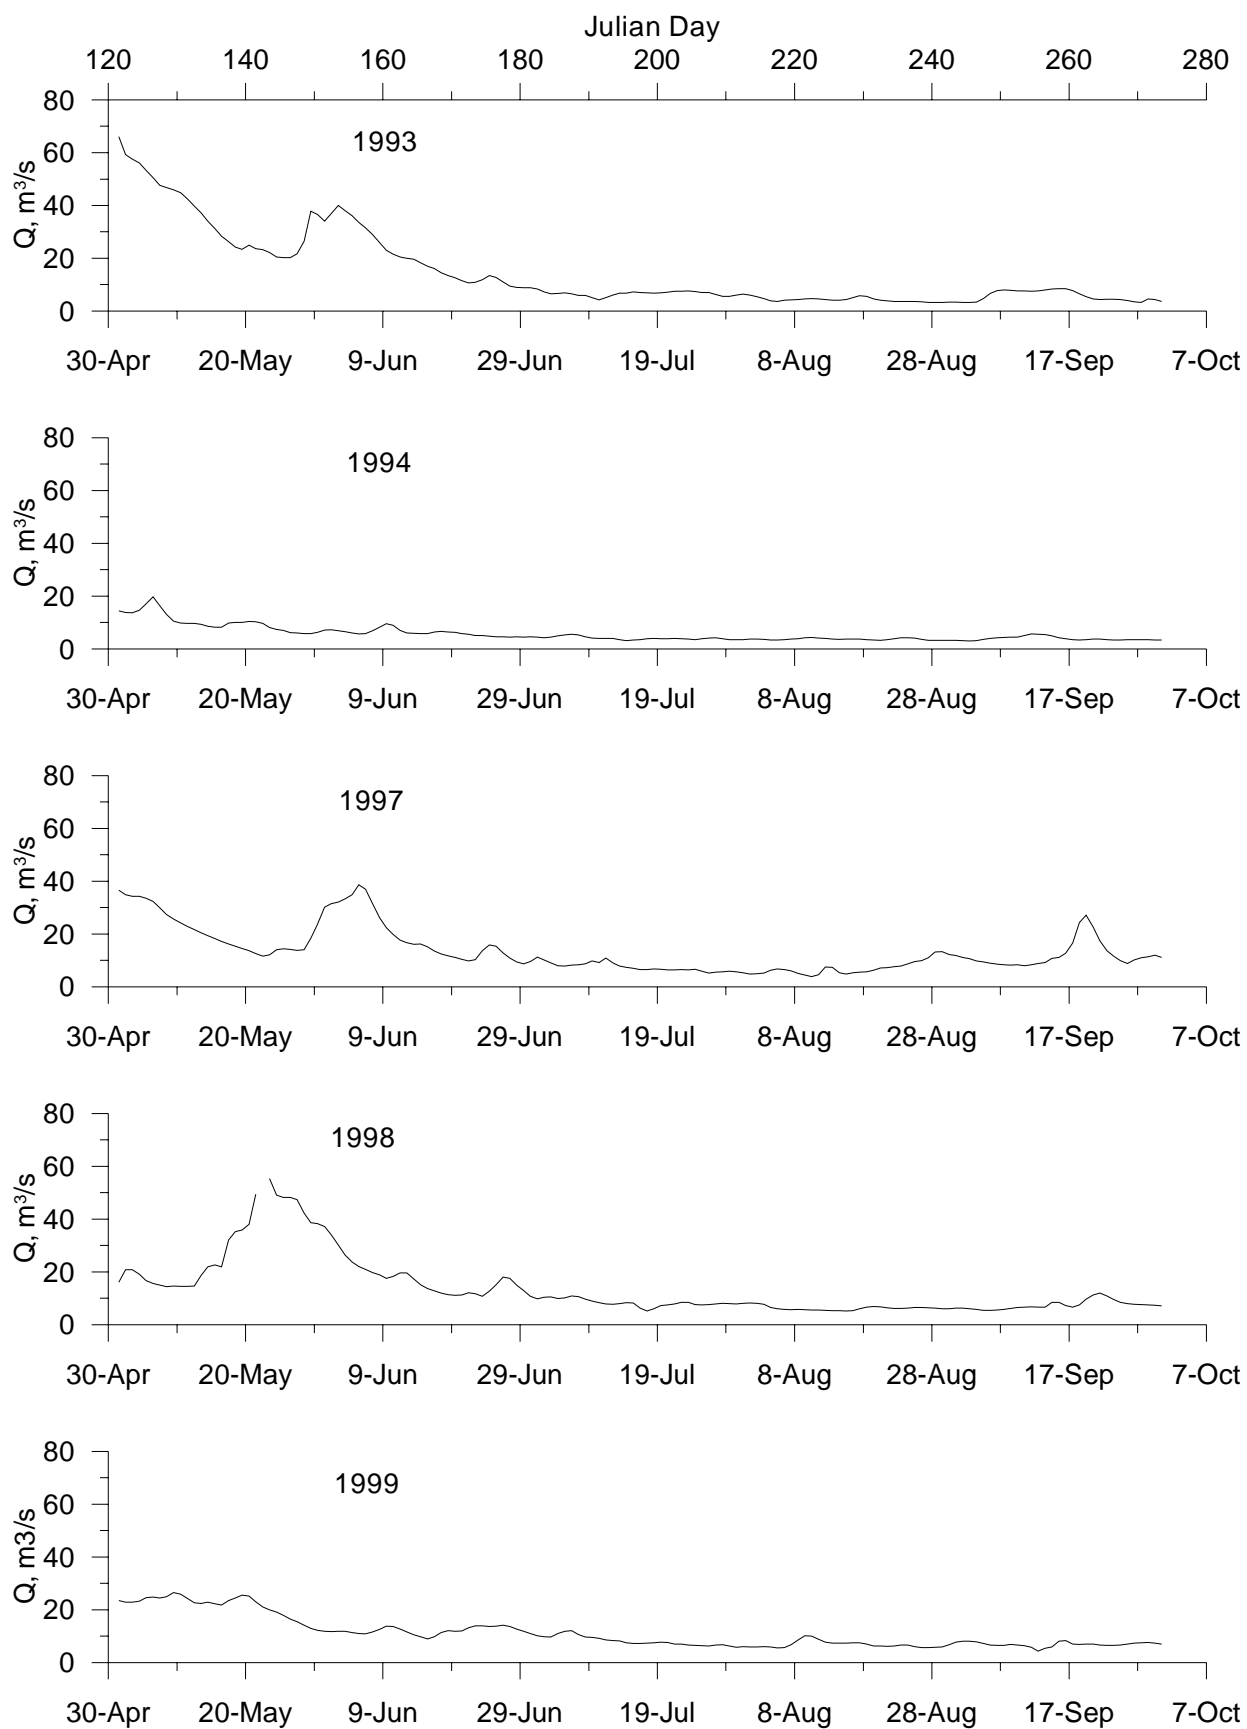 Julian Day
120 140 160 180 200 220 240 260 280
80
1993
60
Q, m³/s
40
20
0
30-Apr 20-May 9-Jun 29-Jun 19-Jul 8-Aug 28-Aug 17-Sep 7-Oct
80
1994
60
Q, m³/s
40
20
0
30-Apr 20-May 9-Jun 29-Jun 19-Jul 8-Aug 28-Aug 17-Sep 7-Oct
80
1997
60
Q, m³/s
40
20
0
30-Apr 20-May 9-Jun 29-Jun 19-Jul 8-Aug 28-Aug 17-Sep 7-Oct
80
1998
60
Q, m³/s
40
20
0
30-Apr 20-May 9-Jun 29-Jun 19-Jul 8-Aug 28-Aug 17-Sep 7-Oct
80
1999
60
Q, m3/s
40
20
0
30-Apr 20-May 9-Jun 29-Jun 19-Jul 8-Aug 28-Aug 17-Sep 7-Oct